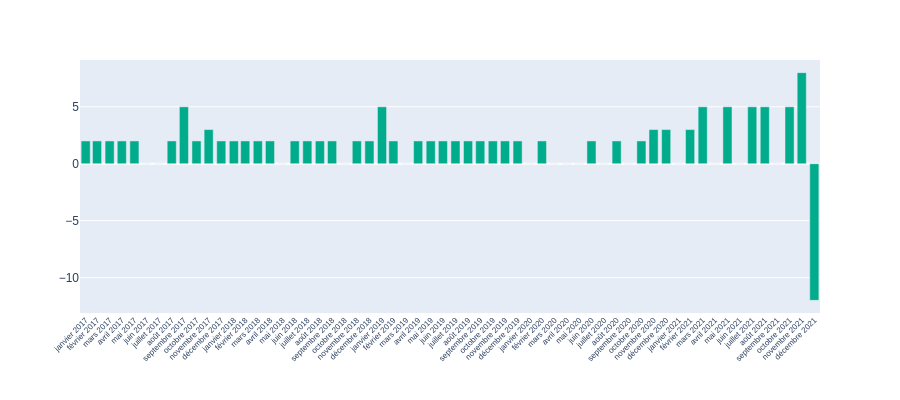 5
0
−5
−10
janvier 2017
février 2017
mars 2017
avril 2017
mai 2017
juin 2017
juillet 2017
août 2017
septembre 2017
octobre 2017
novembre 2017
décembre 2017
janvier 2018
février 2018
mars 2018
avril 2018
mai 2018
juin 2018
juillet 2018
août 2018
septembre 2018
octobre 2018
novembre 2018
décembre 2018
janvier 2019
février 2019
mars 2019
avril 2019
mai 2019
juin 2019
juillet 2019
août 2019
septembre 2019
octobre 2019
novembre 2019
décembre 2019
janvier 2020
février 2020
mars 2020
avril 2020
mai 2020
juin 2020
juillet 2020
août 2020
septembre 2020
octobre 2020
novembre 2020
décembre 2020
janvier 2021
février 2021
mars 2021
avril 2021
mai 2021
juin 2021
juillet 2021
août 2021
septembre 2021
octobre 2021
novembre 2021
décembre 2021